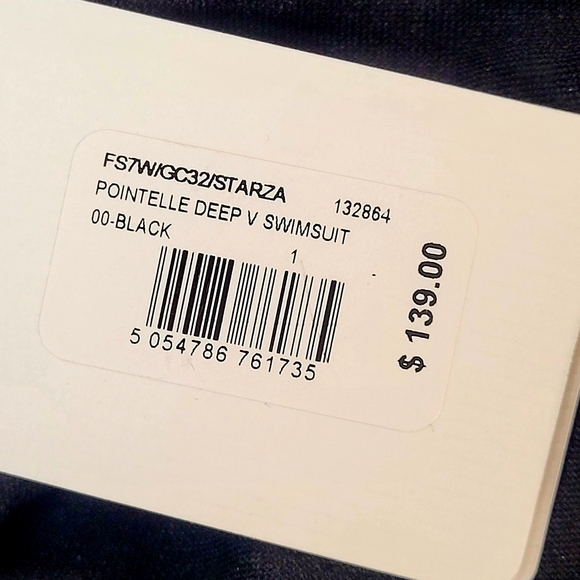 FS7W/GC32/STARZA 132864
POINTELLE DEEP V SWIMSUIT
00-BLACK
1
5 054786 761735
$ 139.00